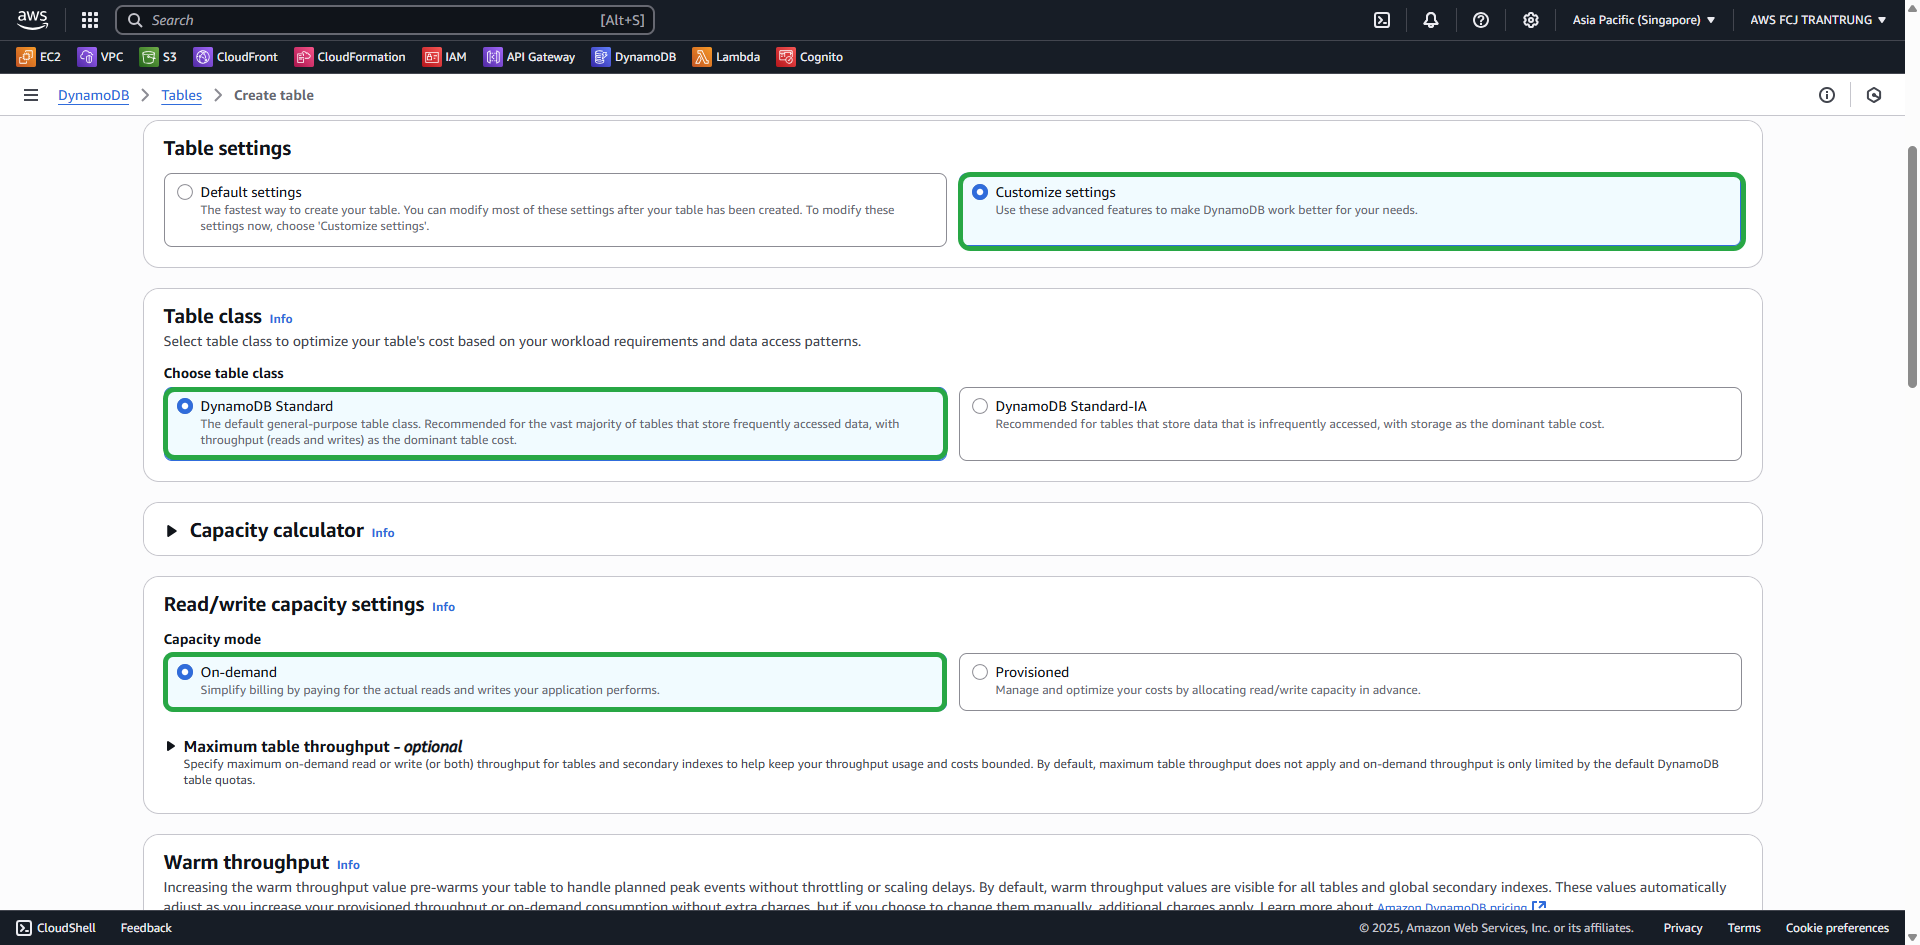 aws
Search [Alt+S]
Asia Pacific (Singapore)
AWS FCJ TRANTRUNG
EC2 VPC S3 CloudFront CloudFormation IAM API Gateway DynamoDB Lambda Cognito
DynamoDB Tables Create table
Table settings
Default settings
The fastest way to create your table. You can modify most of these settings after your table has been created. To modify these
settings now, choose 'Customize settings'.
Customize settings
Use these advanced features to make DynamoDB work better for your needs.
Table class Info
Select table class to optimize your table's cost based on your workload requirements and data access patterns.
Choose table class
DynamoDB Standard
The default general-purpose table class. Recommended for the vast majority of tables that store frequently accessed data, with
throughput (reads and writes) as the dominant table cost.
DynamoDB Standard-IA
Recommended for tables that store data that is infrequently accessed, with storage as the dominant table cost.
Capacity calculator Info
Read/write capacity settings Info
Capacity mode
On-demand
Simplify billing by paying for the actual reads and writes your application performs.
Provisioned
Manage and optimize your costs by allocating read/write capacity in advance.
Maximum table throughput - optional
Specify maximum on-demand read or write (or both) throughput for tables and secondary indexes to help keep your throughput usage and costs bounded. By default, maximum table throughput does not apply and on-demand throughput is only limited by the default DynamoDB
table quotas.
Warm throughput Info
Increasing the warm throughput value pre-warms your table to handle planned peak events without throttling or scaling delays. By default, warm throughput values are visible for all tables and global secondary indexes. These values automatically
adjust as you increase your provisioned throughput or on-demand consumption without extra charges, but if you choose to change them manually, additional charges apply. Learn more about Amazon DynamoDB pricing
CloudShell Feedback
© 2025, Amazon Web Services, Inc. or its affiliates. Privacy Terms Cookie preferences